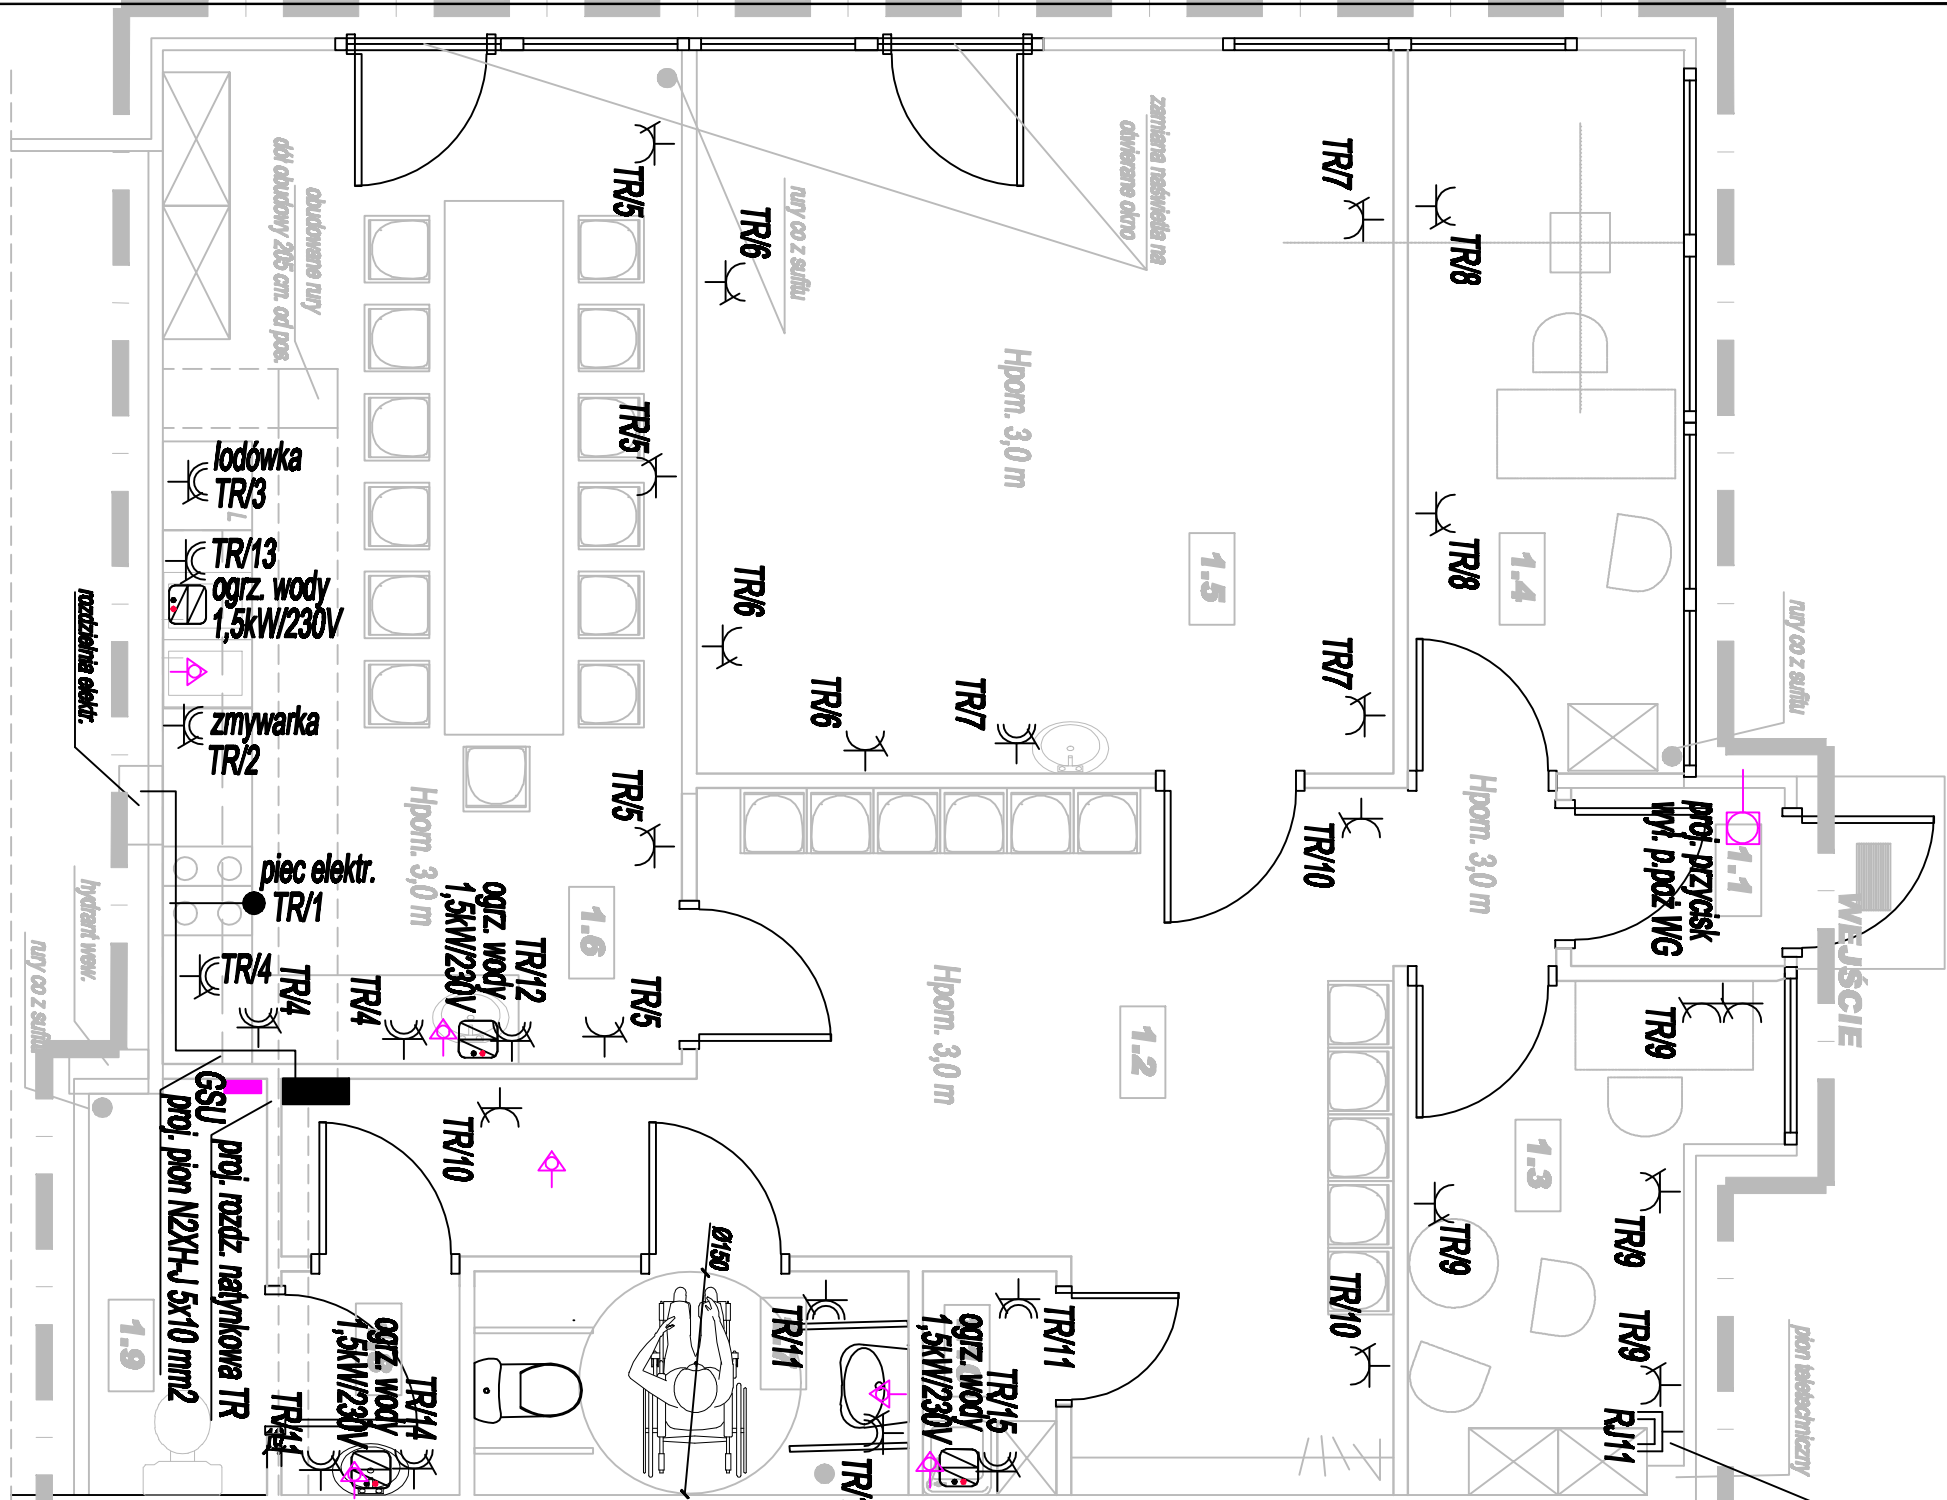 TR/5
TR/6
rury co z sufitu
zamiana naświetla na
otwierane okno
TR/7
TR/8
obudowane rury
dół obudowy 205 cm. od pos.
Hpom. 3,0 m
TR/5
lodówka
TR/3
L
TR/13
ogrz. wody
1,5kW/230V
TR/6
1.5
1.4
TR/8
rozdzielnia elektr.
zmywarka
TR/2
TR/6
TR/7
TR/7
rury co z sufitu
TR/5
Hpom. 3,0 m
piec elektr.
TR/1
ogrz. wody
1,5kW/230V
TR/12
1.6
TR/10
Hpom. 3,0 m
proj. przycisk
wył. p.poż WG
1.1
WEJŚCIE
hydrant wew.
rury co z sufitu
TR/4
TR/4
TR/4
TR/5
Hpom. 3,0 m
1.2
TR/9
GSU
proj. pion N2XH-J 5x10 mm2
proj. rozdz. natynkowa TR
TR/10
1.3
TR/9
TR/9
Ø150
1.9
ogrz. wody
1,5kW/230V
TR/14
TR/11
TR/11
ogrz. wody
1,5kW/230V
TR/15
TR/11
TR/10
TR/9
RJ11
pion teletechniczny